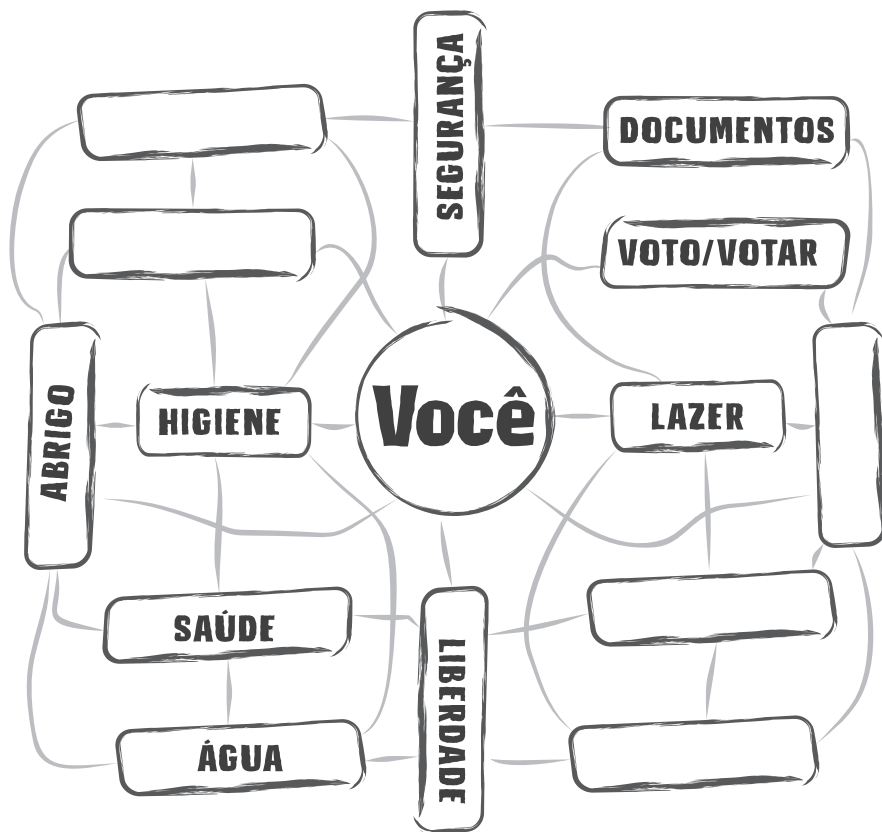 SEGURANÇA
DOCUMENTOS
VOTO/VOTAR
ABRIGO
HIGIENE
Você
LAZER
SAÚDE
LIBERDADE
ÁGUA